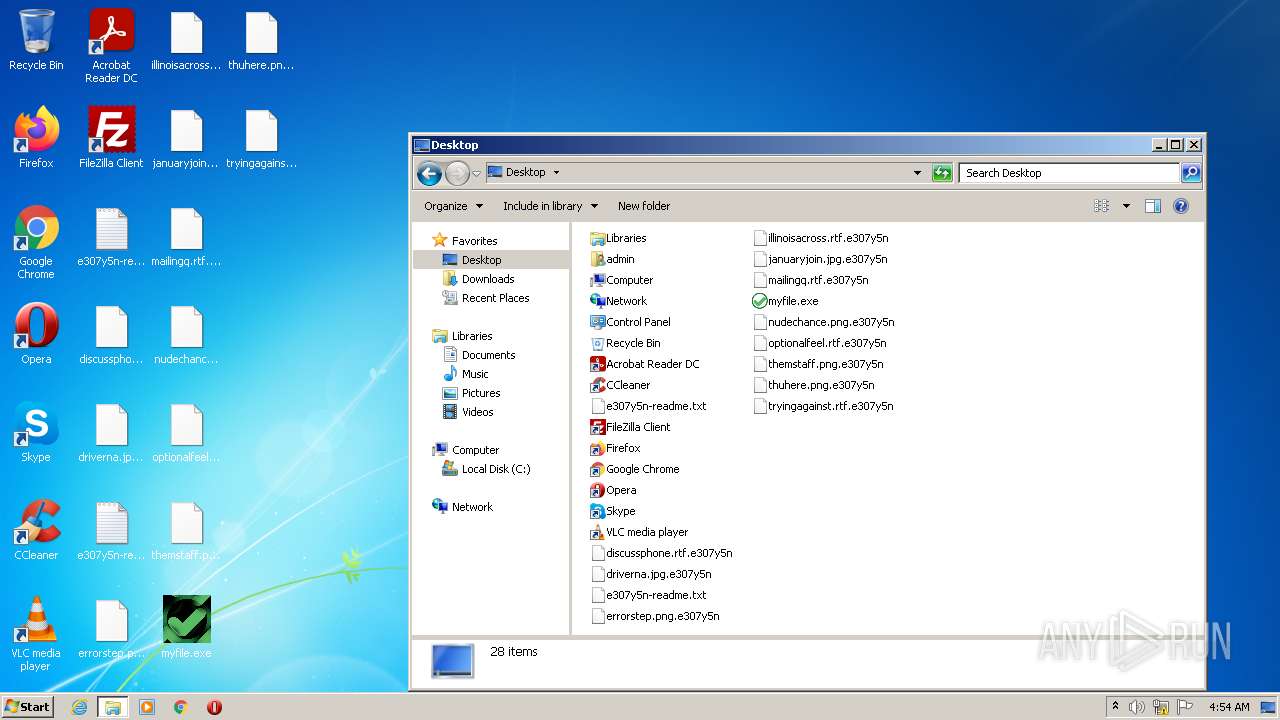 Recycle Bin
Acrobat
Reader DC
illinoisacross...
thuhere.pn...
Firefox
FileZilla Client
januaryjoin...
tryingagains...
Google
Chrome
e307y5n-re...
mailingq.rtf....
Opera
discusspho...
nudechanc...
Skype
driverna.jp...
optionalfeel...
CCleaner
e307y5n-re...
themstaff.p...
VLC media
player
errorstep.p...
myfile.exe
Desktop
Desktop
Search Desktop
Organize
Include in library
New folder
Favorites
Desktop
Downloads
Recent Places
Libraries
Documents
Music
Pictures
Videos
Computer
Local Disk (C:)
Network
Libraries
admin
Computer
Network
Control Panel
Recycle Bin
Acrobat Reader DC
CCleaner
e307y5n-readme.txt
FileZilla Client
Firefox
Google Chrome
Opera
Skype
VLC media player
discussphone.rtf.e307y5n
driverna.jpg.e307y5n
e307y5n-readme.txt
errorstep.png.e307y5n
illinoisacross.rtf.e307y5n
januaryjoin.jpg.e307y5n
mailingq.rtf.e307y5n
myfile.exe
nudechance.png.e307y5n
optionalfeel.rtf.e307y5n
themstaff.png.e307y5n
thuhere.png.e307y5n
tryingagainst.rtf.e307y5n
28 items
ANY RUN
Start
4:54 AM